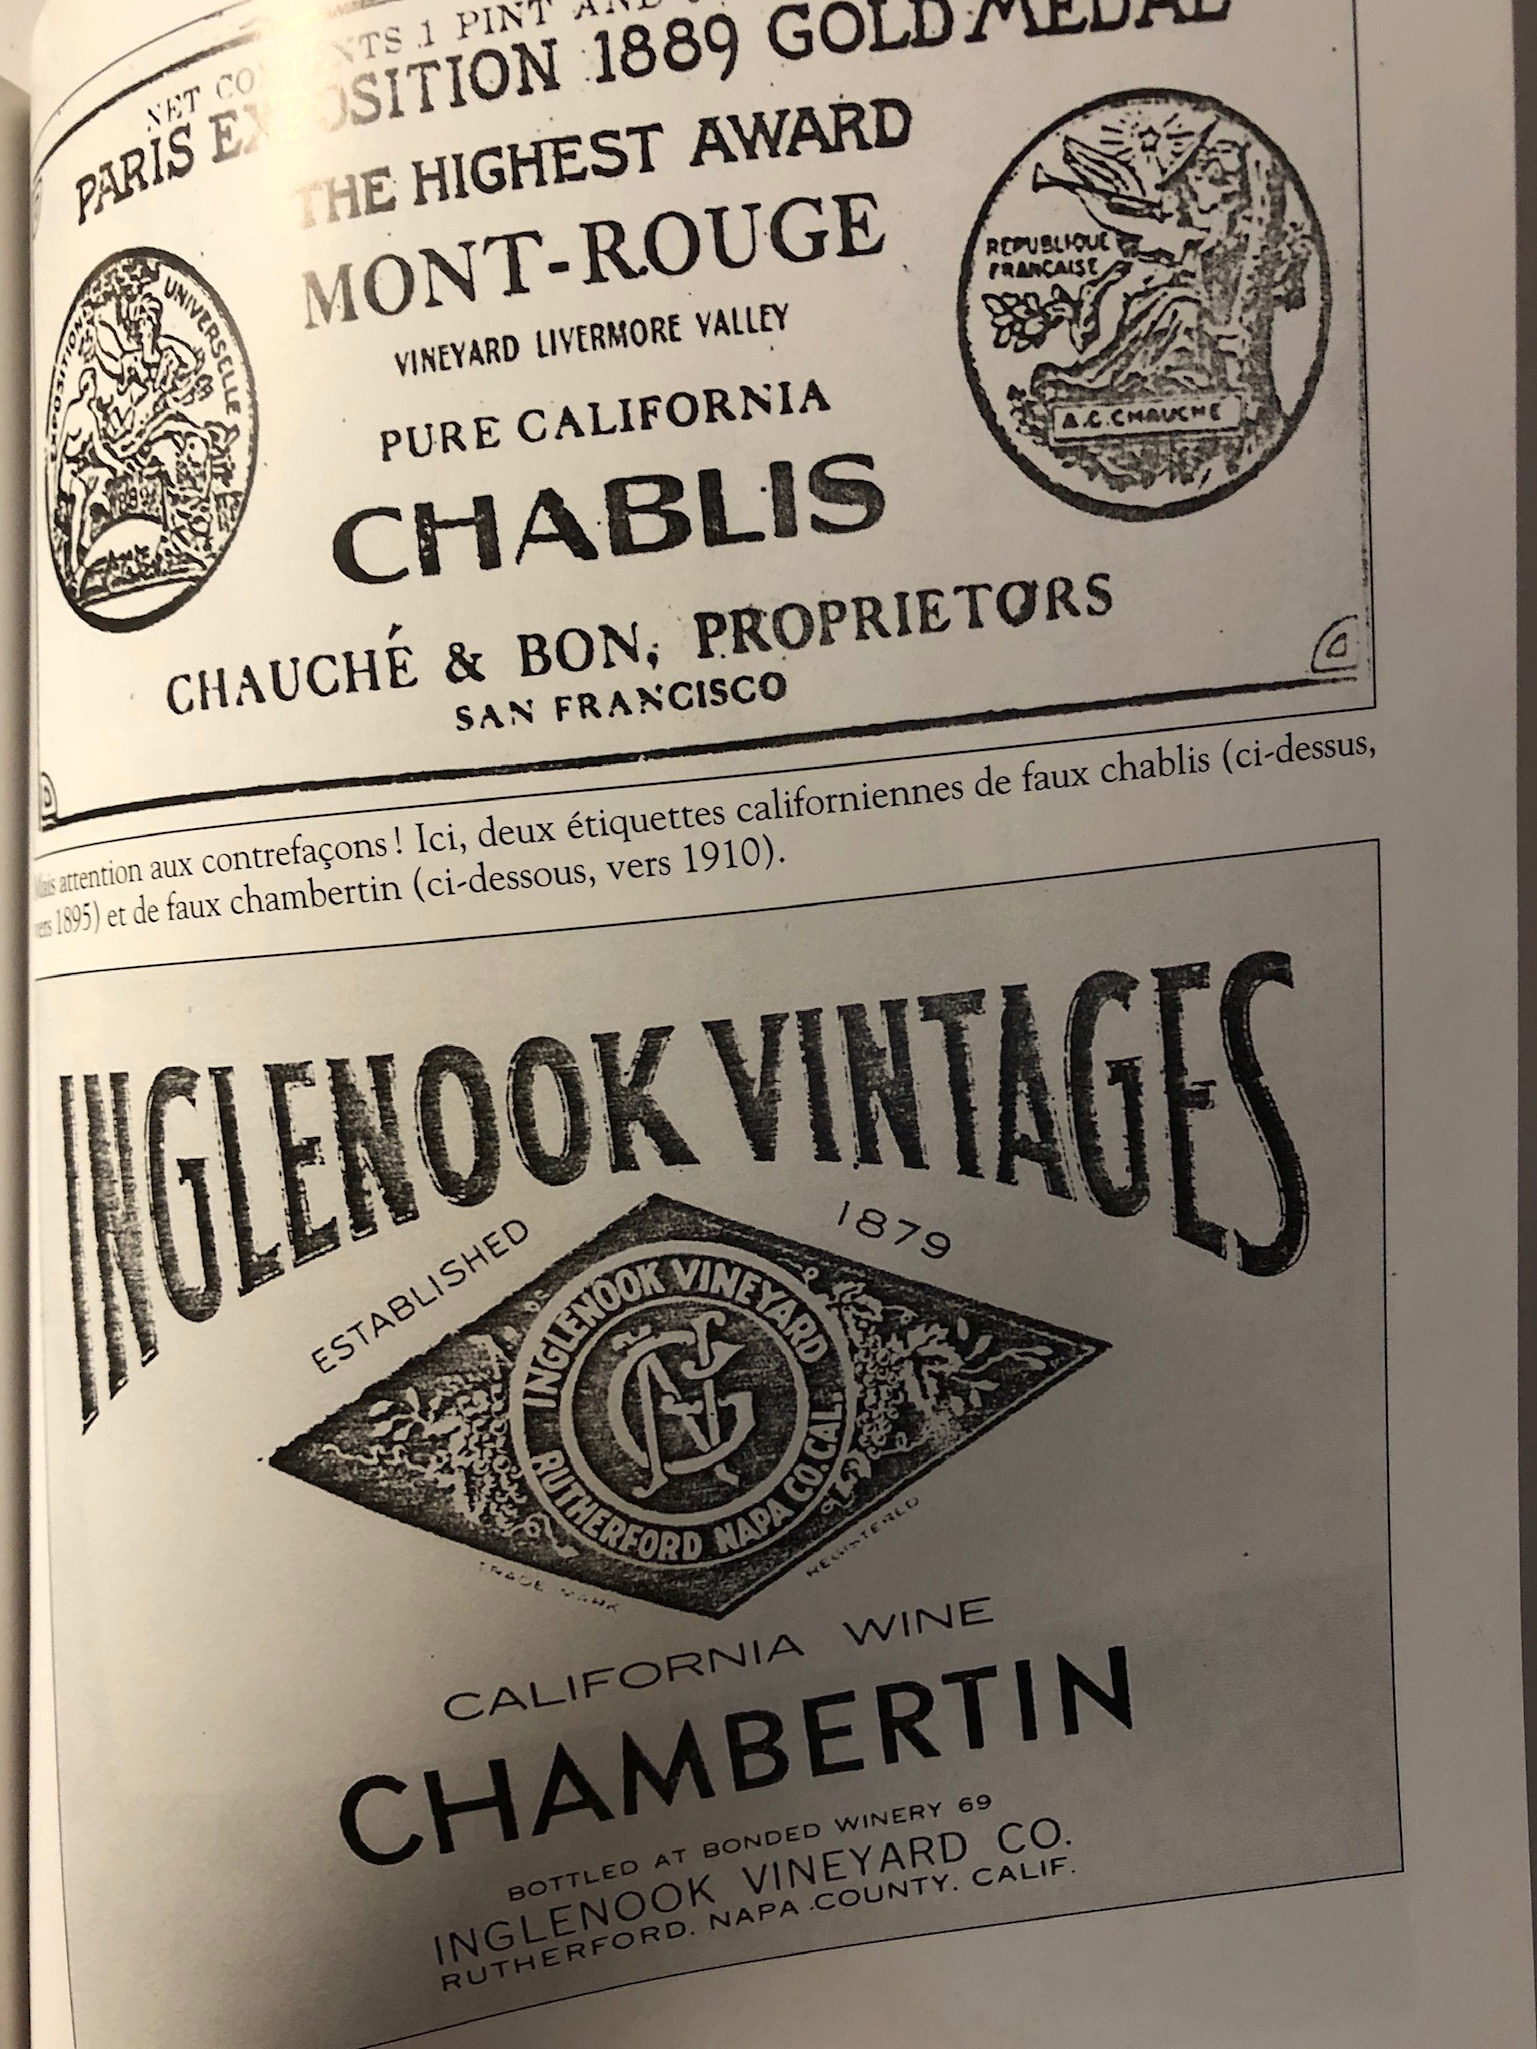 NET CONTENTS 1 PINT AND
PARIS EXPOSITION 1889 GOLD MEDAL
THE HIGHEST AWARD
MONT-ROUGE
VINEYARD LIVERMORE VALLEY
PURE CALIFORNIA
CHABLIS
CHAUCHÉ & BON, PROPRIETORS
SAN FRANCISCO
EXPOSITION UNIVERSELLE
1889
REPUBLIQUE
FRANCAISE
A.G. CHAUCHE
Mais attention aux contrefaçons ! Ici, deux étiquettes californiennes de faux chablis (ci-dessus,
vers 1895) et de faux chambertin (ci-dessous, vers 1910).
INGLENOOK VINTAGES
ESTABLISHED 1879
INGLENOOK VINEYARD
RUTHERFORD NAPA CO. CAL.
TRADE MARK REGISTERED
CALIFORNIA WINE
CHAMBERTIN
BOTTLED AT BONDED WINERY 69
INGLENOOK VINEYARD CO.
RUTHERFORD. NAPA .COUNTY. CALIF.